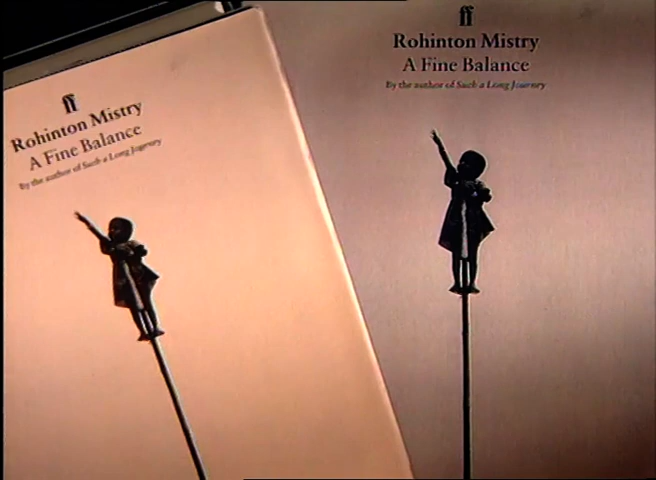 ff
Rohinton Mistry
A Fine Balance
By the author of Such a Long Journey
ff
Rohinton Mistry
A Fine Balance
By the author of Such a Long Journey